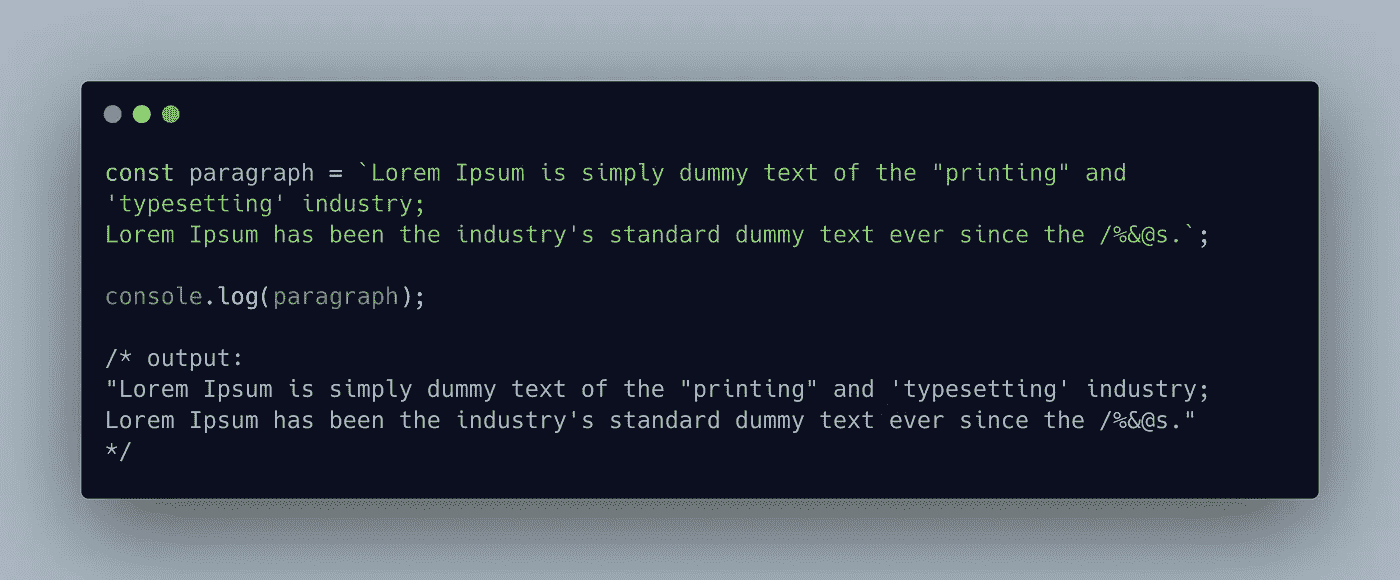 const paragraph = `Lorem Ipsum is simply dummy text of the "printing" and
'typesetting' industry;
Lorem Ipsum has been the industry's standard dummy text ever since the /%&@s.`;
console.log(paragraph);
/* output:
"Lorem Ipsum is simply dummy text of the "printing" and 'typesetting' industry;
Lorem Ipsum has been the industry's standard dummy text ever since the /%&@s."
*/